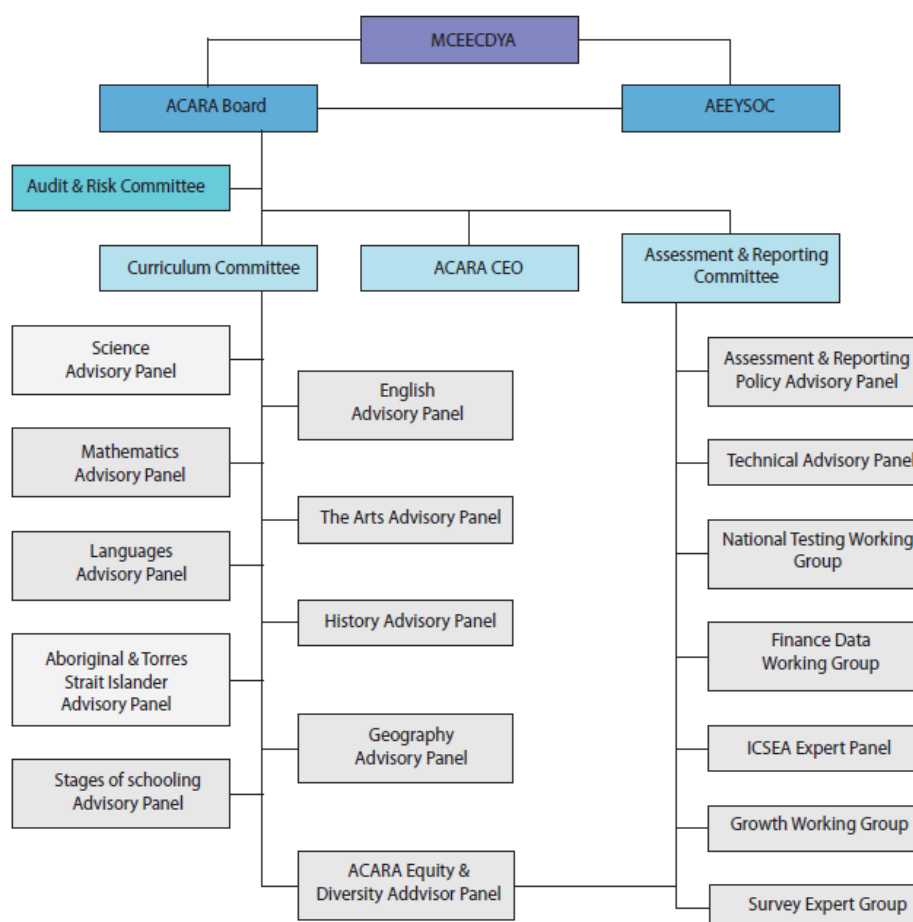 MCEECDYA
ACARA Board
AEEYSOC
Audit & Risk Committee
Curriculum Committee
ACARA CEO
Assessment & Reporting
Committee
Science
Advisory Panel
English
Advisory Panel
Mathematics
Advisory Panel
The Arts Advisory Panel
Languages
Advisory Panel
History Advisory Panel
Aboriginal & Torres
Strait Islander
Advisory Panel
Geography
Advisory Panel
Stages of schooling
Advisory Panel
ACARA Equity &
Diversity Addvisor Panel
Assessment & Reporting
Policy Advisory Panel
Technical Advisory Panel
National Testing Working
Group
Finance Data
Working Group
ICSEA Expert Panel
Growth Working Group
Survey Expert Group